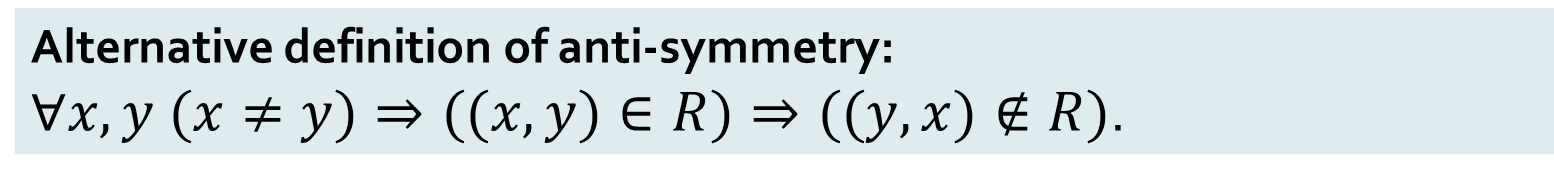 Alternative definition of anti-symmetry:
∀x, y (x ≠ y) ⇒ ((x, y) ∈ R) ⇒ ((y, x) ∉ R).